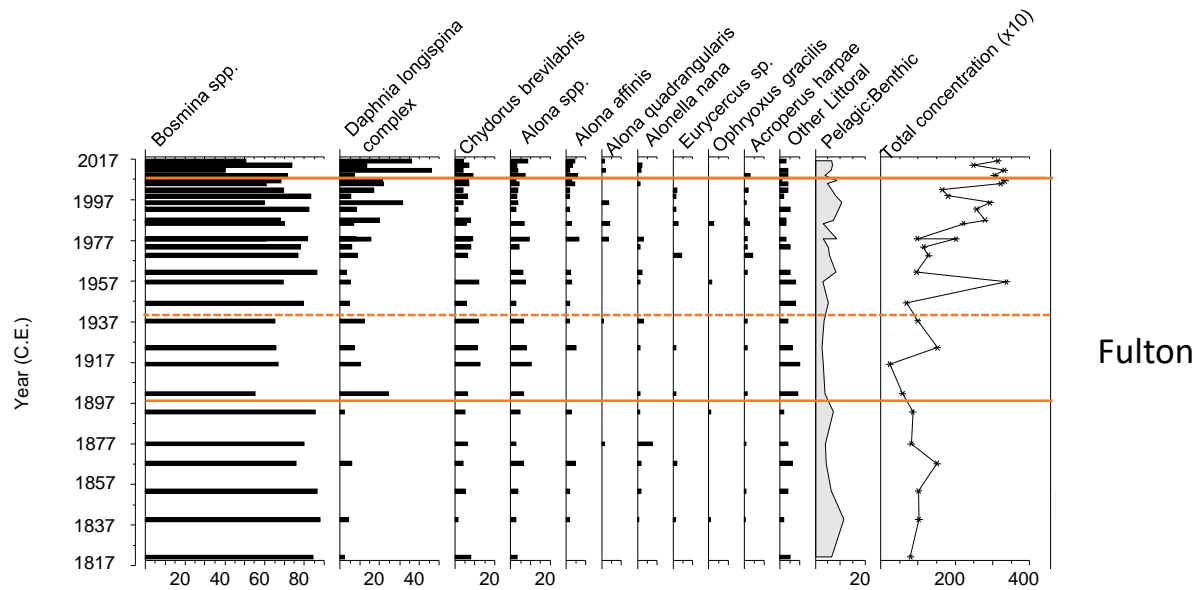 Bosmina spp.
Daphnia longispina
complex
Chydorus brevilabris
Alona spp.
Alona affinis
Alona quadrangularis
Alonella nana
Eurycercus sp.
Ophryoxus gracilis
Acroperus harpae
Other Littoral
Pelagic:Benthic
Total concentration (x10)
Year (C.E.)
2017
1997
1977
1957
1937
1917
1897
1877
1857
1837
1817
Fulton
20 40 60 80
20 40
20
20
20
200 400